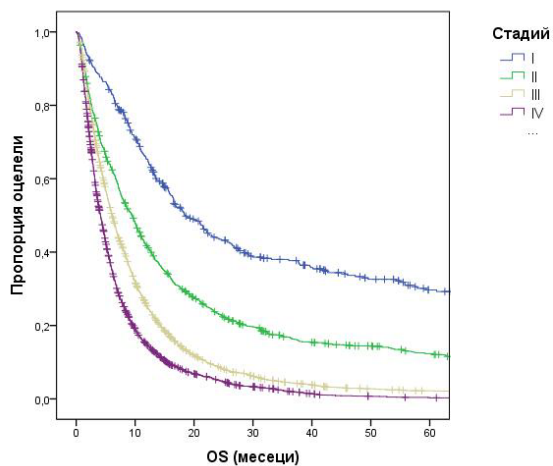 Стадий
I
II
III
IV
...
Пропорция оцелели
1,0
0,8
0,6
0,4
0,2
0,0
0
10
20
30
40
50
60
OS (месеци)